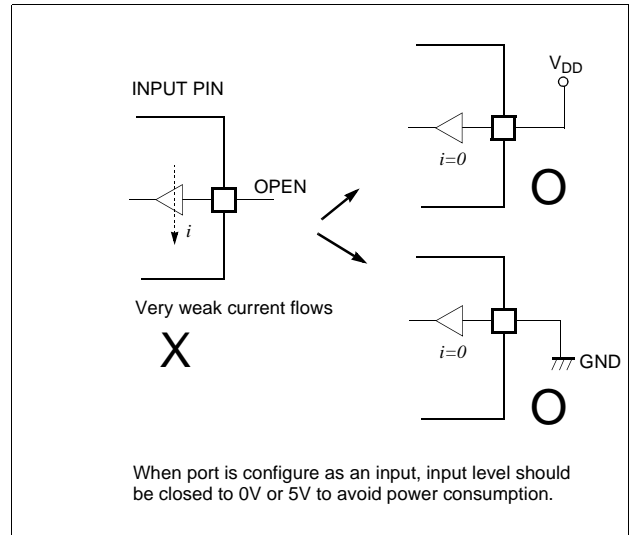 INPUT PIN
OPEN
i
Very weak current flows
X
VDD
i=0
O
i=0
GND
O
When port is configure as an input, input level should
be closed to 0V or 5V to avoid power consumption.